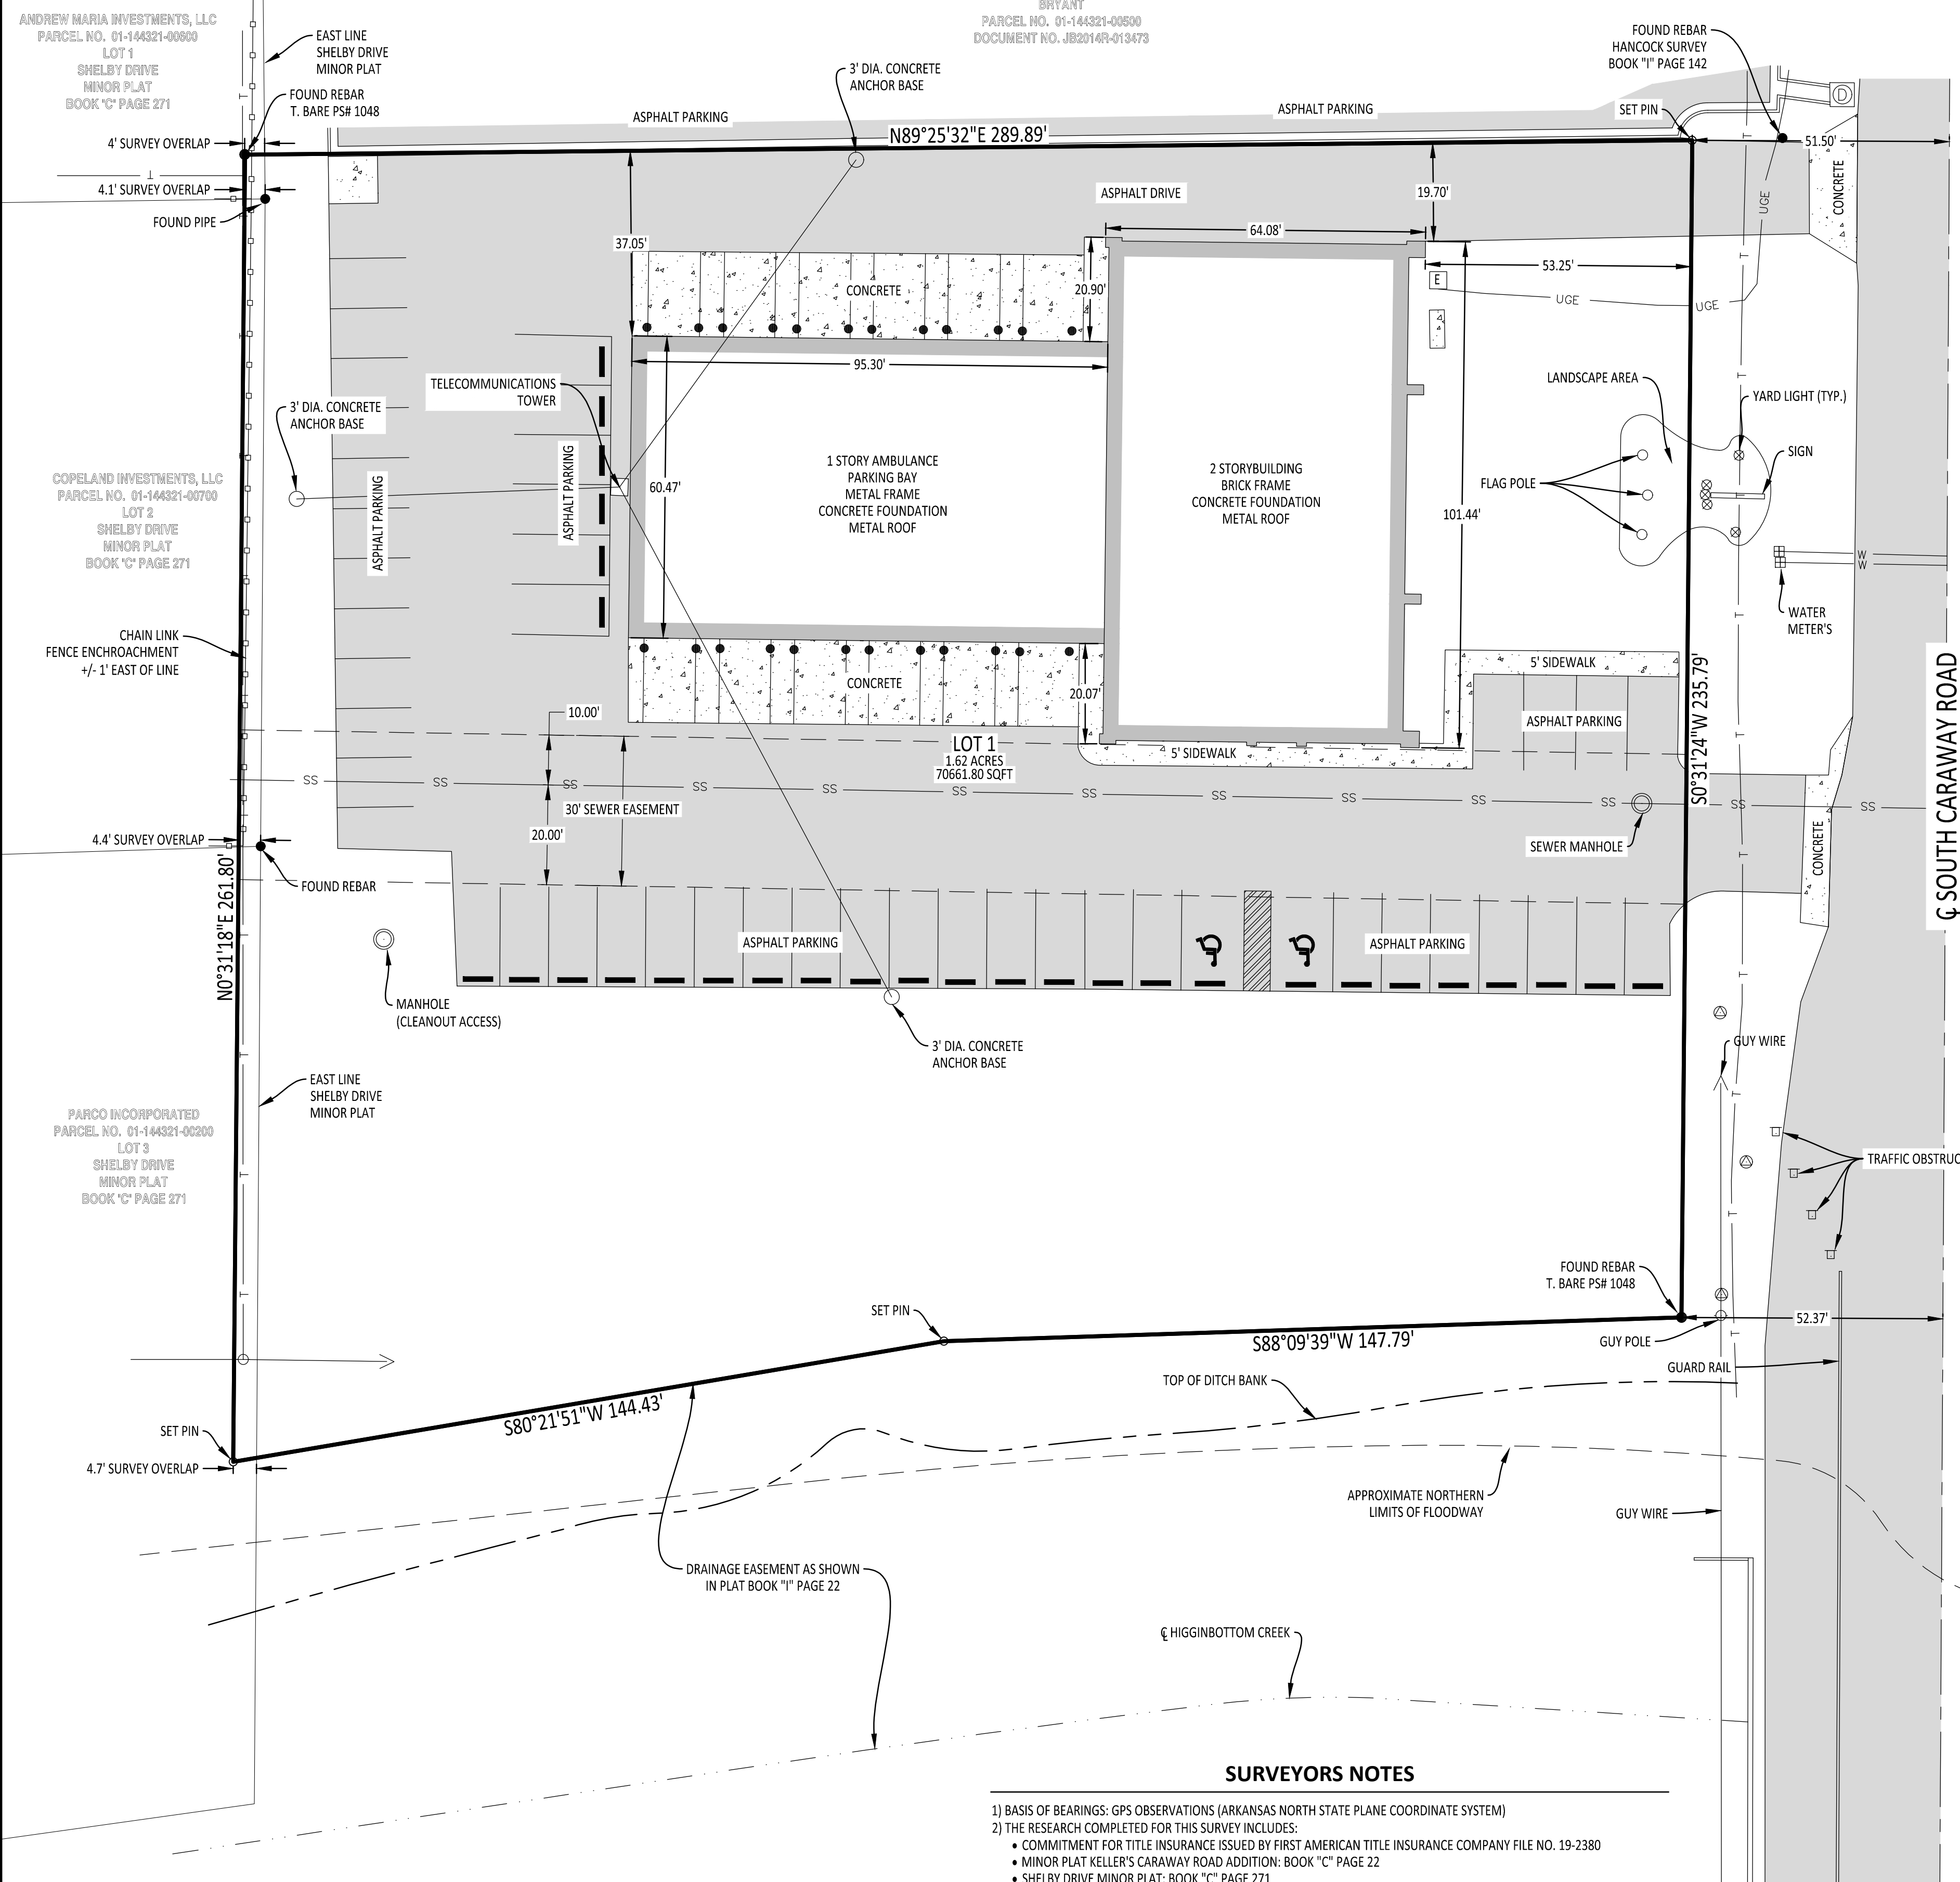 ANDREW MARIA INVESTMENTS, LLC
PARCEL NO. 01-144321-00600
LOT 1
SHELBY DRIVE
MINOR PLAT
BOOK "C" PAGE 271
EAST LINE
SHELBY DRIVE
MINOR PLAT
FOUND REBAR
T. BARE PS# 1048
BRYANT
PARCEL NO. 01-144321-00500
DOCUMENT NO. JB2014R-013473
3' DIA. CONCRETE
ANCHOR BASE
FOUND REBAR
HANCOCK SURVEY
BOOK "I" PAGE 142
SET PIN
D
ASPHALT PARKING
ASPHALT PARKING
4' SURVEY OVERLAP
N89°25'32"E 289.89'
51.50'
4.1' SURVEY OVERLAP
FOUND PIPE
ASPHALT DRIVE
19.70'
CONCRETE
UGE
37.05'
64.08'
53.25'
CONCRETE
20.90'
E
UGE
UGE
95.30'
TELECOMMUNICATIONS
TOWER
3' DIA. CONCRETE
ANCHOR BASE
LANDSCAPE AREA
YARD LIGHT (TYP.)
SIGN
FLAG POLE
COPELAND INVESTMENTS, LLC
PARCEL NO. 01-144321-00700
LOT 2
SHELBY DRIVE
MINOR PLAT
BOOK "C" PAGE 271
ASPHALT PARKING
ASPHALT PARKING
60.47'
1 STORY AMBULANCE
PARKING BAY
METAL FRAME
CONCRETE FOUNDATION
METAL ROOF
2 STORYBUILDING
BRICK FRAME
CONCRETE FOUNDATION
METAL ROOF
101.44'
W
W
WATER
METER'S
CHAIN LINK
FENCE ENCHROACHMENT
+/- 1' EAST OF LINE
CONCRETE
20.07'
5' SIDEWALK
S0°31'24"W 235.79'
℄ SOUTH CARAWAY ROAD
10.00'
ASPHALT PARKING
LOT 1
1.62 ACRES
70661.80 SQFT
5' SIDEWALK
SS SS SS SS SS SS SS SS SS SS SS SS SS
30' SEWER EASEMENT
20.00'
4.4' SURVEY OVERLAP
SEWER MANHOLE
CONCRETE
FOUND REBAR
N0°31'18"E 261.80'
ASPHALT PARKING
ASPHALT PARKING
MANHOLE
(CLEANOUT ACCESS)
3' DIA. CONCRETE
ANCHOR BASE
GUY WIRE
EAST LINE
SHELBY DRIVE
MINOR PLAT
PARCO INCORPORATED
PARCEL NO. 01-144321-00200
LOT 3
SHELBY DRIVE
MINOR PLAT
BOOK "C" PAGE 271
TRAFFIC OBSTRUC
FOUND REBAR
T. BARE PS# 1048
SET PIN
52.37'
S88°09'39"W 147.79'
GUY POLE
GUARD RAIL
TOP OF DITCH BANK
S80°21'51"W 144.43'
SET PIN
4.7' SURVEY OVERLAP
APPROXIMATE NORTHERN
LIMITS OF FLOODWAY
GUY WIRE
DRAINAGE EASEMENT AS SHOWN
IN PLAT BOOK "I" PAGE 22
℄ HIGGINBOTTOM CREEK
SURVEYORS NOTES
1) BASIS OF BEARINGS: GPS OBSERVATIONS (ARKANSAS NORTH STATE PLANE COORDINATE SYSTEM)
2) THE RESEARCH COMPLETED FOR THIS SURVEY INCLUDES:
• COMMITMENT FOR TITLE INSURANCE ISSUED BY FIRST AMERICAN TITLE INSURANCE COMPANY FILE NO. 19-2380
• MINOR PLAT KELLER'S CARAWAY ROAD ADDITION: BOOK "C" PAGE 22
• SHELBY DRIVE MINOR PLAT: BOOK "C" PAGE 271